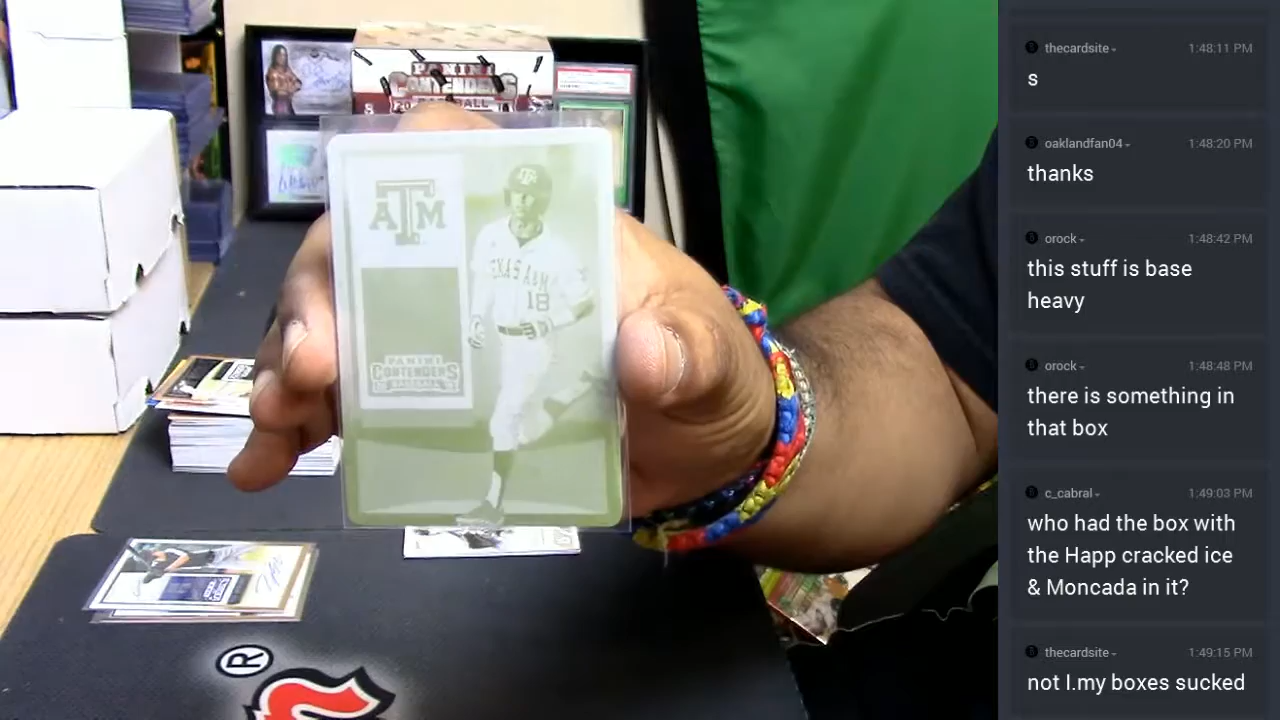 PANINI
CONTENDERS
ATM
TEXAS A&M
18
PANINI
CONTENDERS
BASEBALL
®
thecardsite
1:48:11 PM
s
oaklandfan04
1:48:20 PM
thanks
orock
1:48:42 PM
this stuff is base
heavy
orock
1:48:48 PM
there is something in
that box
c_cabral
1:49:03 PM
who had the box with
the Happ cracked ice
& Moncada in it?
thecardsite
1:49:15 PM
not I.my boxes sucked